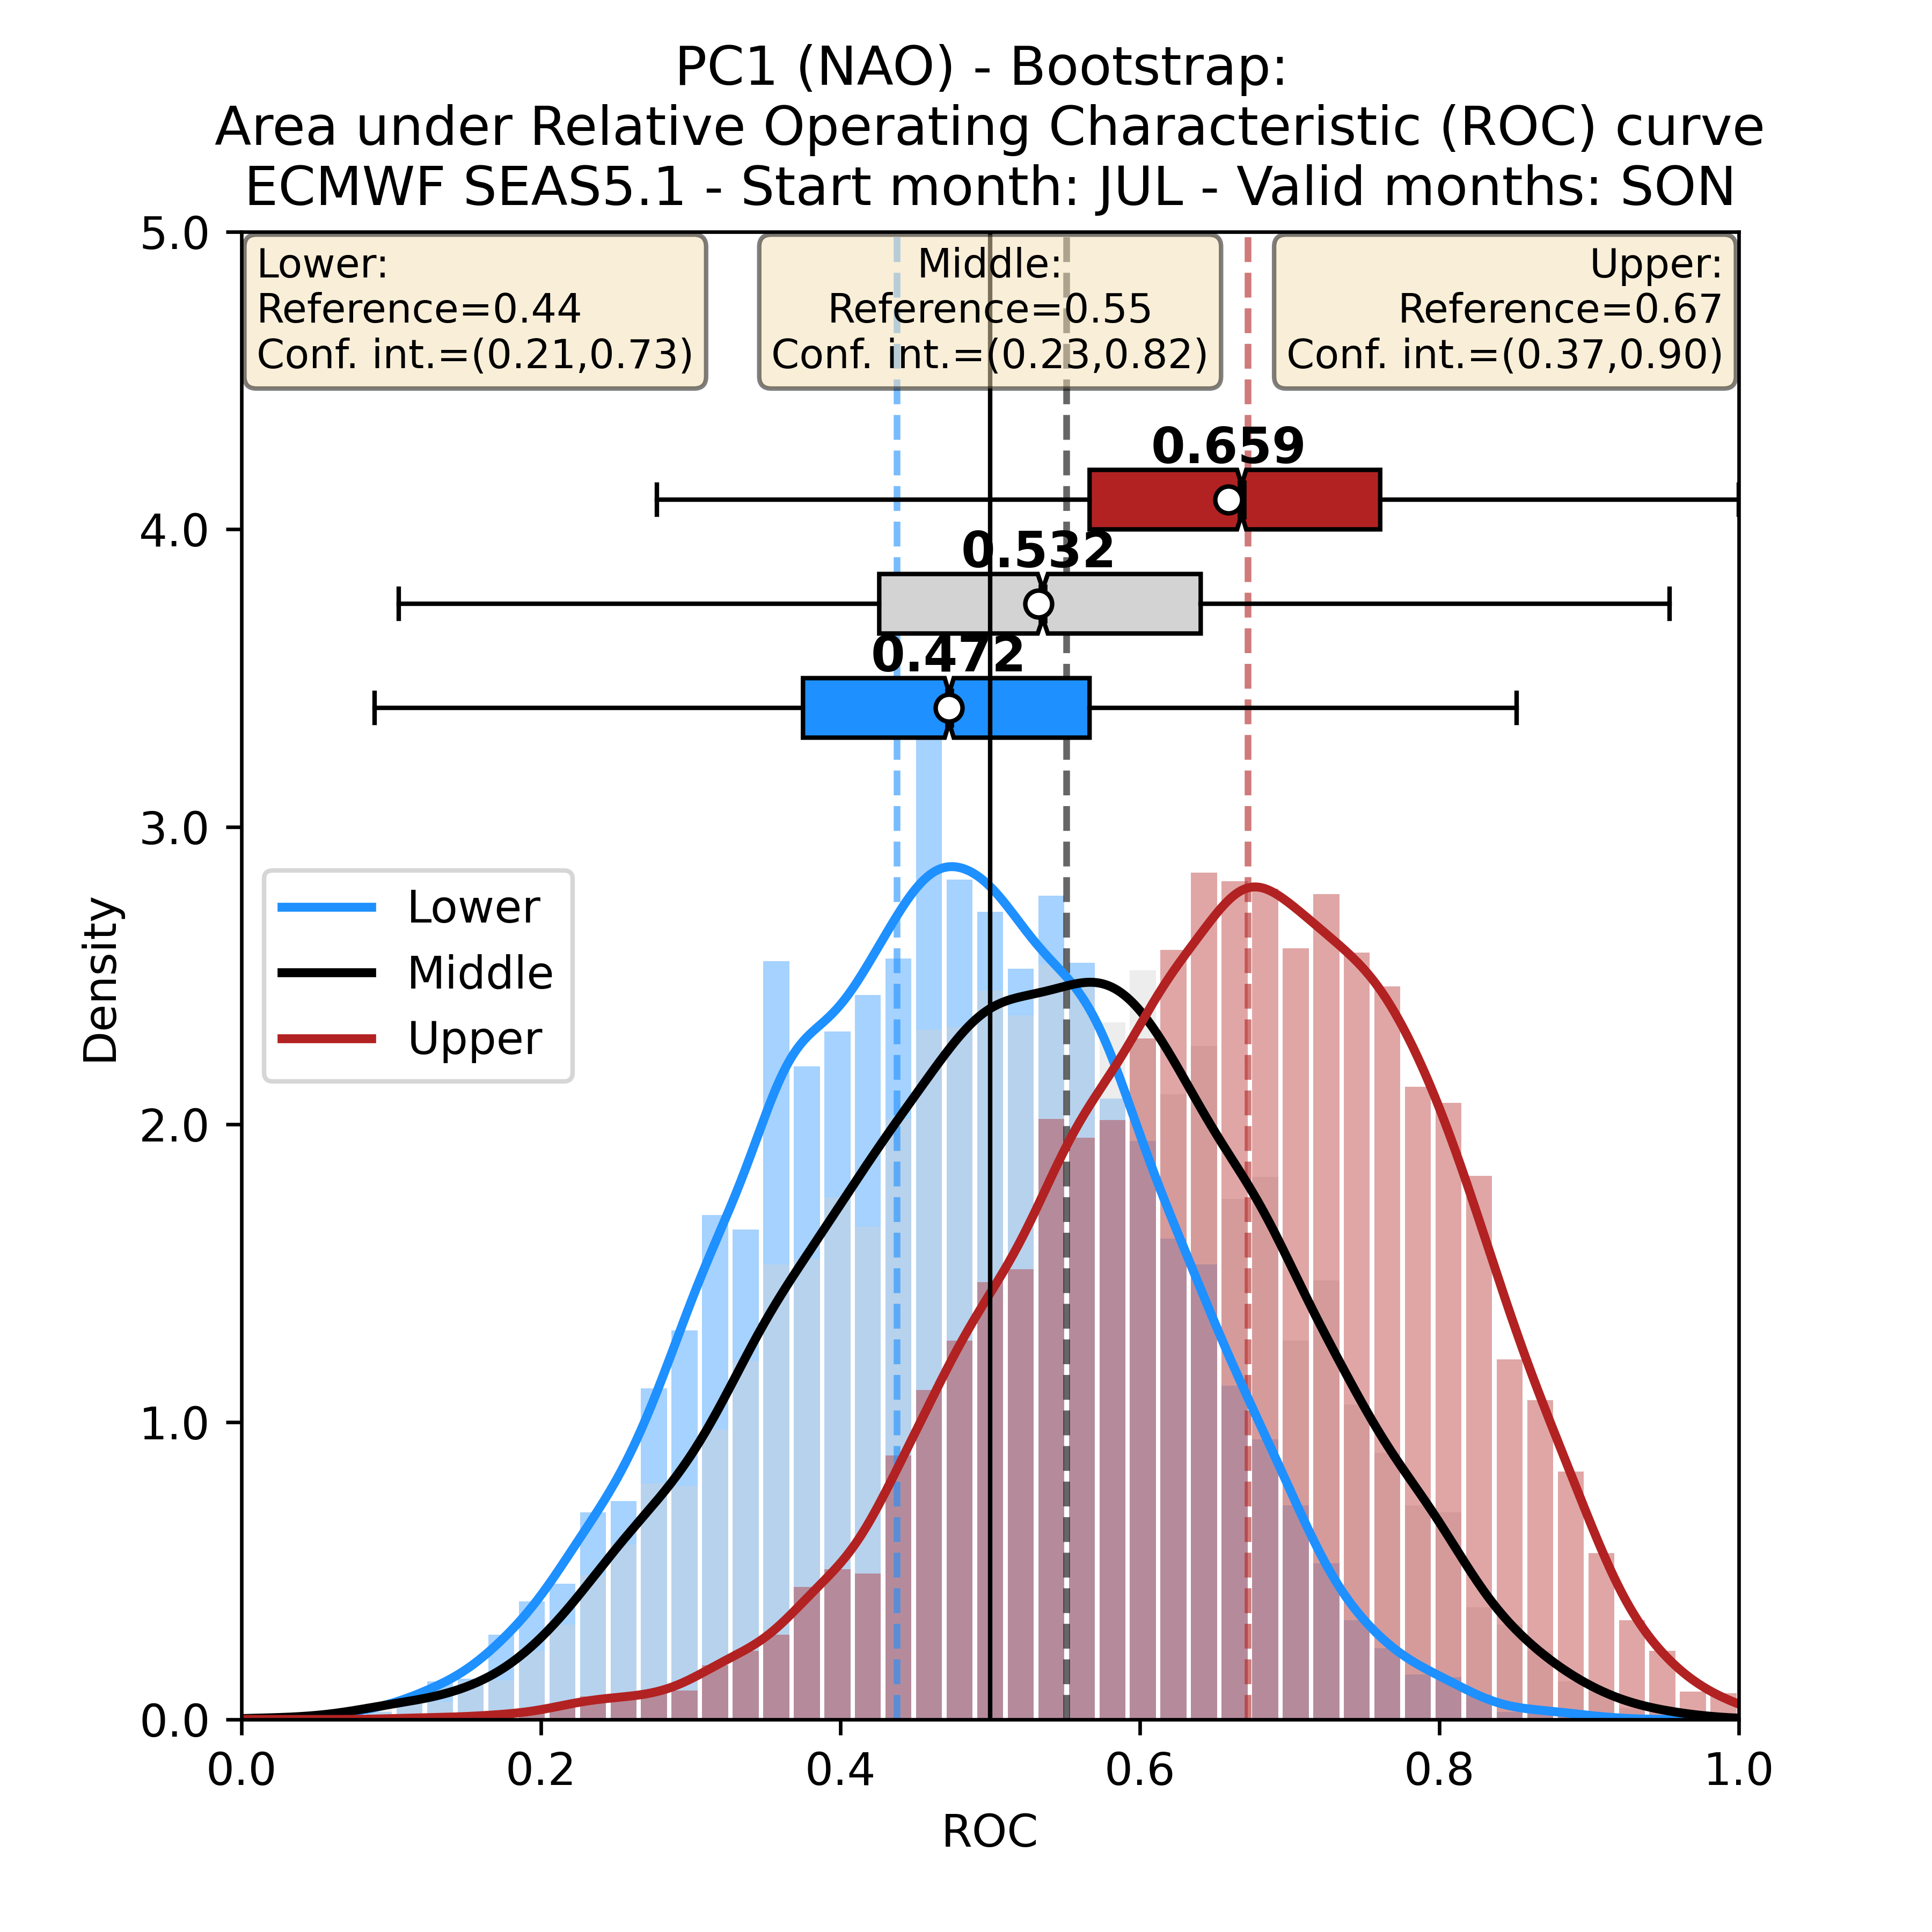 PC1 (NAO) - Bootstrap:
Area under Relative Operating Characteristic (ROC) curve
ECMWF SEAS5.1 - Start month: JUL - Valid months: SON
Lower:
Reference=0.44
Conf. int.=(0.21,0.73)
Middle:
Reference=0.55
Conf. int.=(0.23,0.82)
Upper:
Reference=0.67
Conf. int.=(0.37,0.90)
0.659
0.532
0.472
Lower
Middle
Upper
Density
5.0
4.0
3.0
2.0
1.0
0.0
0.0 0.2 0.4 0.6 0.8 1.0
ROC